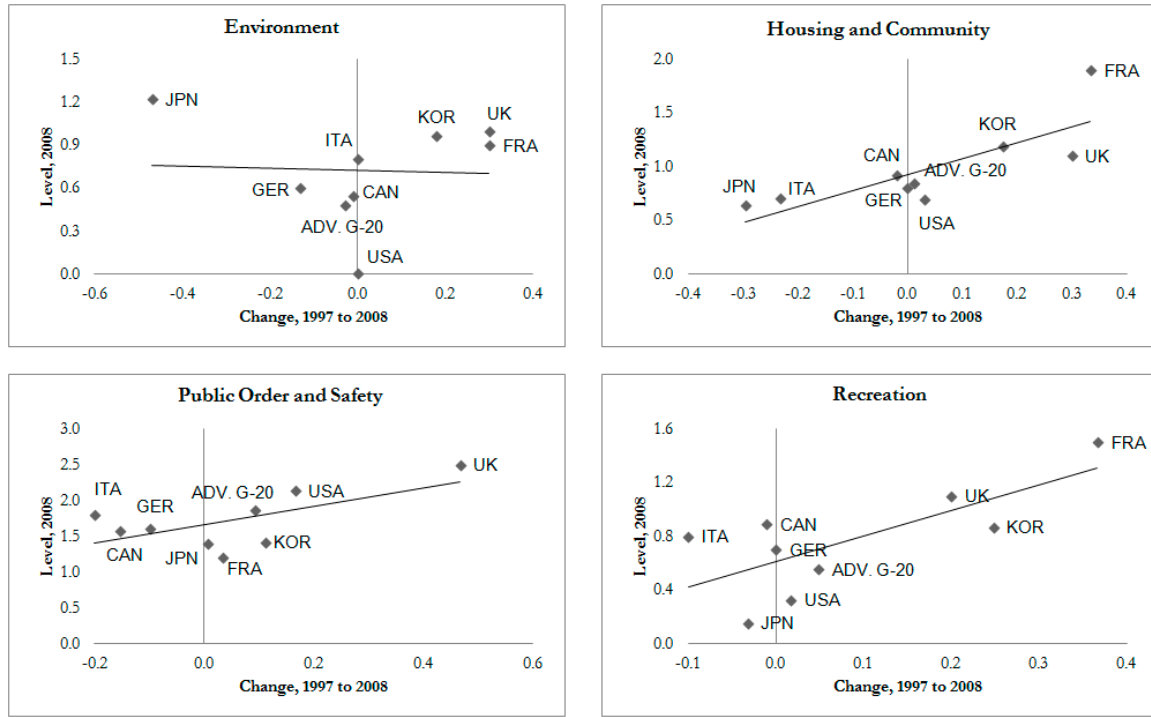 Environment
1.5
1.2
0.9
0.6
0.3
0.0
Level, 2008
JPN
KOR
UK
FRA
ITA
GER
CAN
ADV. G-20
USA
-0.6 -0.4 -0.2 0.0 0.2 0.4
Change, 1997 to 2008
Housing and Community
2.0
1.5
1.0
0.5
0.0
Level, 2008
FRA
KOR
CAN
UK
ADV. G-20
JPN
ITA
GER
USA
-0.4 -0.3 -0.2 -0.1 0.0 0.1 0.2 0.3 0.4
Change, 1997 to 2008
Public Order and Safety
3.0
2.5
2.0
1.5
1.0
0.5
0.0
Level, 2008
UK
ITA
GER
ADV. G-20
USA
CAN
JPN
FRA
KOR
-0.2 0.0 0.2 0.4 0.6
Change, 1997 to 2008
Recreation
1.6
1.2
0.8
0.4
0.0
Level, 2008
FRA
UK
CAN
KOR
ITA
GER
ADV. G-20
USA
JPN
-0.1 0.0 0.1 0.2 0.3 0.4
Change, 1997 to 2008